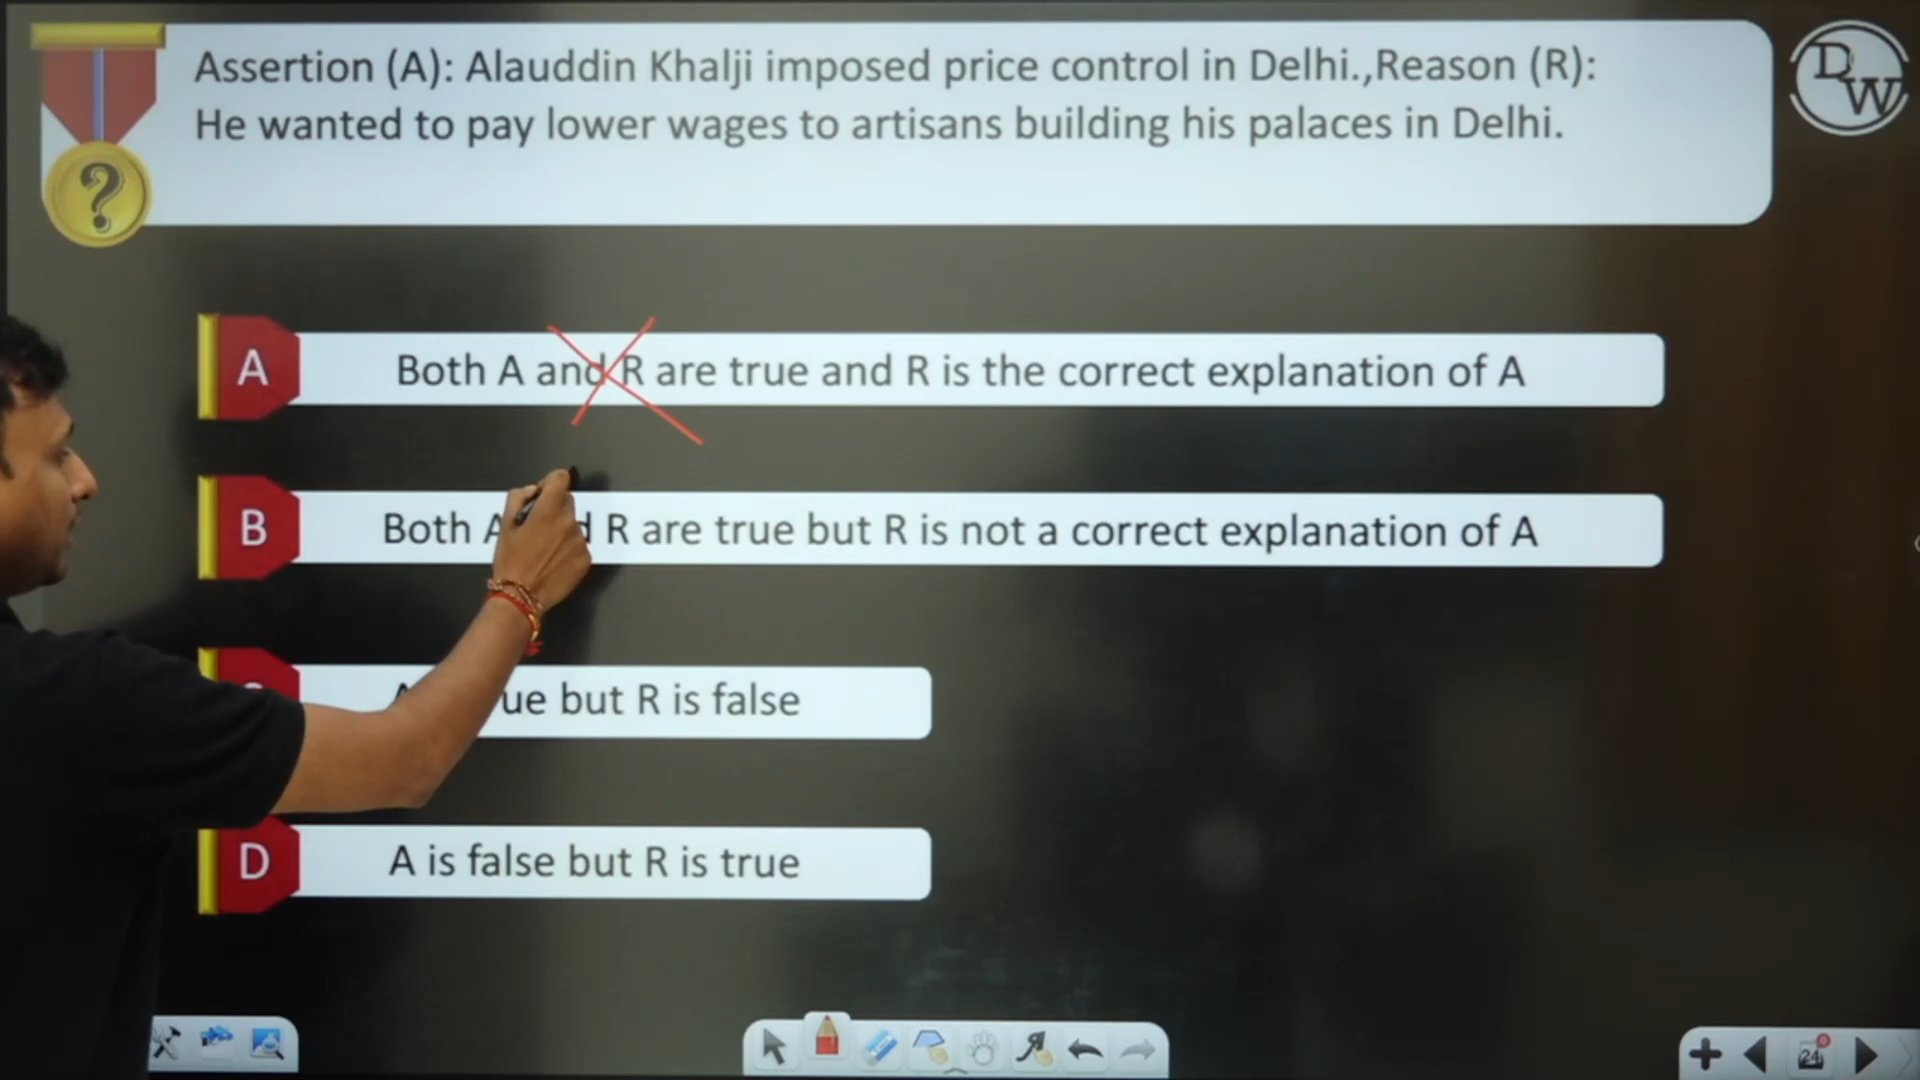 Assertion (A): Alauddin Khalji imposed price control in Delhi.,Reason (R):
He wanted to pay lower wages to artisans building his palaces in Delhi.
?
DW
A
Both A and R are true and R is the correct explanation of A
B
Both A R are true but R is not a correct explanation of A
but R is false
D
A is false but R is true
24